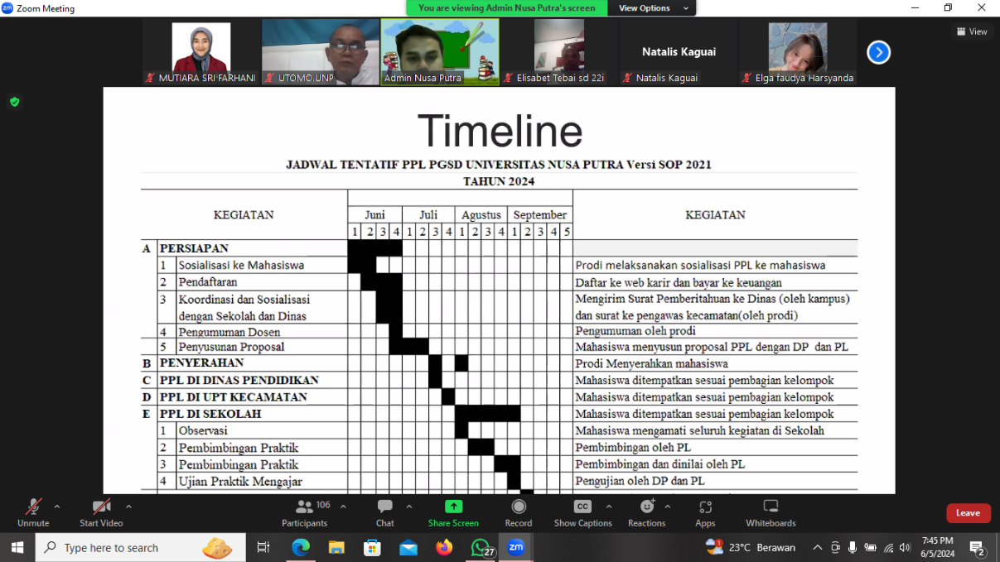 Zoom Meeting
You are viewing Admin Nusa Putra's screen
View Options
View
MUTIARA SRI FARHANI
UTOMO.UNP
Admin Nusa Putra
Elisabet Tebai sd 22i
Natalis Kaguai
Natalis Kaguai
Elga faudya Harsyanda
Timeline
JADWAL TENTATIF PPL PGSD UNIVERSITAS NUSA PUTRA Versi SOP 2021
TAHUN 2024
KEGIATAN Juni Juli Agustus September KEGIATAN
1 2 3 4 1 2 3 4 1 2 3 4 1 2 3 4 5
A PERSIAPAN
1 Sosialisasi ke Mahasiswa Prodi melaksanakan sosialisasi PPL ke mahasiswa
2 Pendaftaran Daftar ke web karir dan bayar ke keuangan
3 Koordinasi dan Sosialisasi Mengirim Surat Pemberitahuan ke Dinas (oleh kampus)
dengan Sekolah dan Dinas dan surat ke pengawas kecamatan(oleh prodi)
4 Pengumuman Dosen Pengumuman oleh prodi
5 Penyusunan Proposal Mahasiswa menyusun proposal PPL dengan DP dan PL
B PENYERAHAN Prodi Menyerahkan mahasiswa
C PPL DI DINAS PENDIDIKAN Mahasiswa ditempatkan sesuai pembagian kelompok
D PPL DI UPT KECAMATAN Mahasiswa ditempatkan sesuai pembagian kelompok
E PPL DI SEKOLAH Mahasiswa ditempatkan sesuai pembagian kelompok
1 Observasi Mahasiswa mengamati seluruh kegiatan di Sekolah
2 Pembimbingan Praktik Pembimbingan oleh PL
3 Pembimbingan Praktik Pembimbingan dan dinilai oleh PL
4 Ujian Praktik Mengajar Pengujian oleh DP dan PL
Unmute
Start Video
106
Participants
Chat
Share Screen
Record
CC
Show Captions
Reactions
Apps
Whiteboards
Leave
Type here to search
27
zm
23°C Berawan
7:45 PM
6/5/2024
2